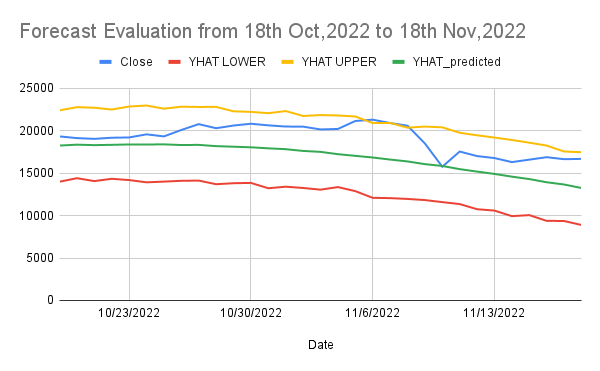 Forecast Evaluation from 18th Oct,2022 to 18th Nov,2022
Close YHAT LOWER YHAT UPPER YHAT_predicted
25000
20000
15000
10000
5000
0
10/23/2022 10/30/2022 11/6/2022 11/13/2022
Date